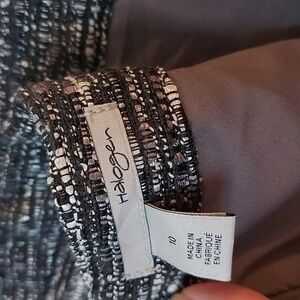 Halogen
10
MADE IN
CHINA
FABRIQUÉ
EN CHINE